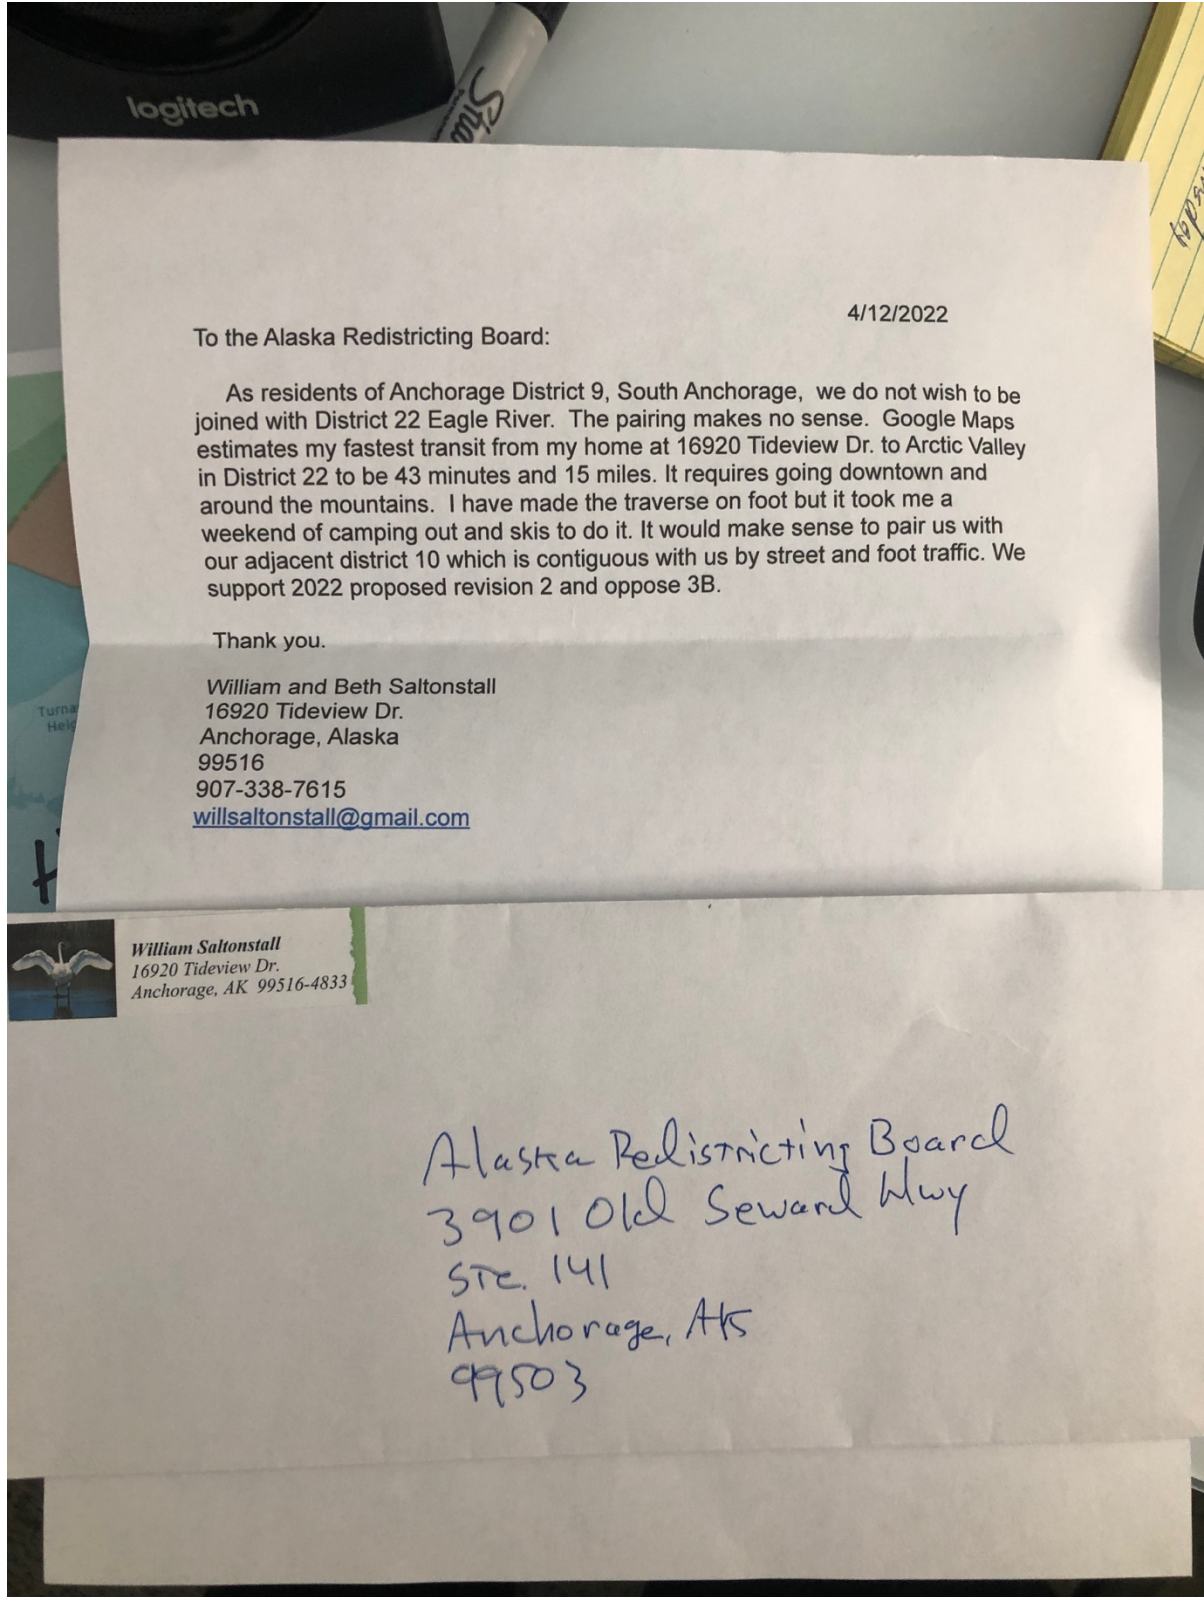 logitech
Sha
4/12/2022
To the Alaska Redistricting Board:
As residents of Anchorage District 9, South Anchorage,  we do not wish to be
joined with District 22 Eagle River.  The pairing makes no sense.  Google Maps
estimates my fastest transit from my home at 16920 Tideview Dr. to Arctic Valley
in District 22 to be 43 minutes and 15 miles. It requires going downtown and
around the mountains.  I have made the traverse on foot but it took me a
weekend of camping out and skis to do it. It would make sense to pair us with
our adjacent district 10 which is contiguous with us by street and foot traffic. We
support 2022 proposed revision 2 and oppose 3B.
Thank you.
William and Beth Saltonstall
16920 Tideview Dr.
Anchorage, Alaska
99516
907-338-7615
willsaltonstall@gmail.com
Turna
Heig
William Saltonstall
16920 Tideview Dr.
Anchorage, AK  99516-4833
Alaska Redistricting Board
3901 Old Seward Hwy
STE. 141
Anchorage, AK
99503